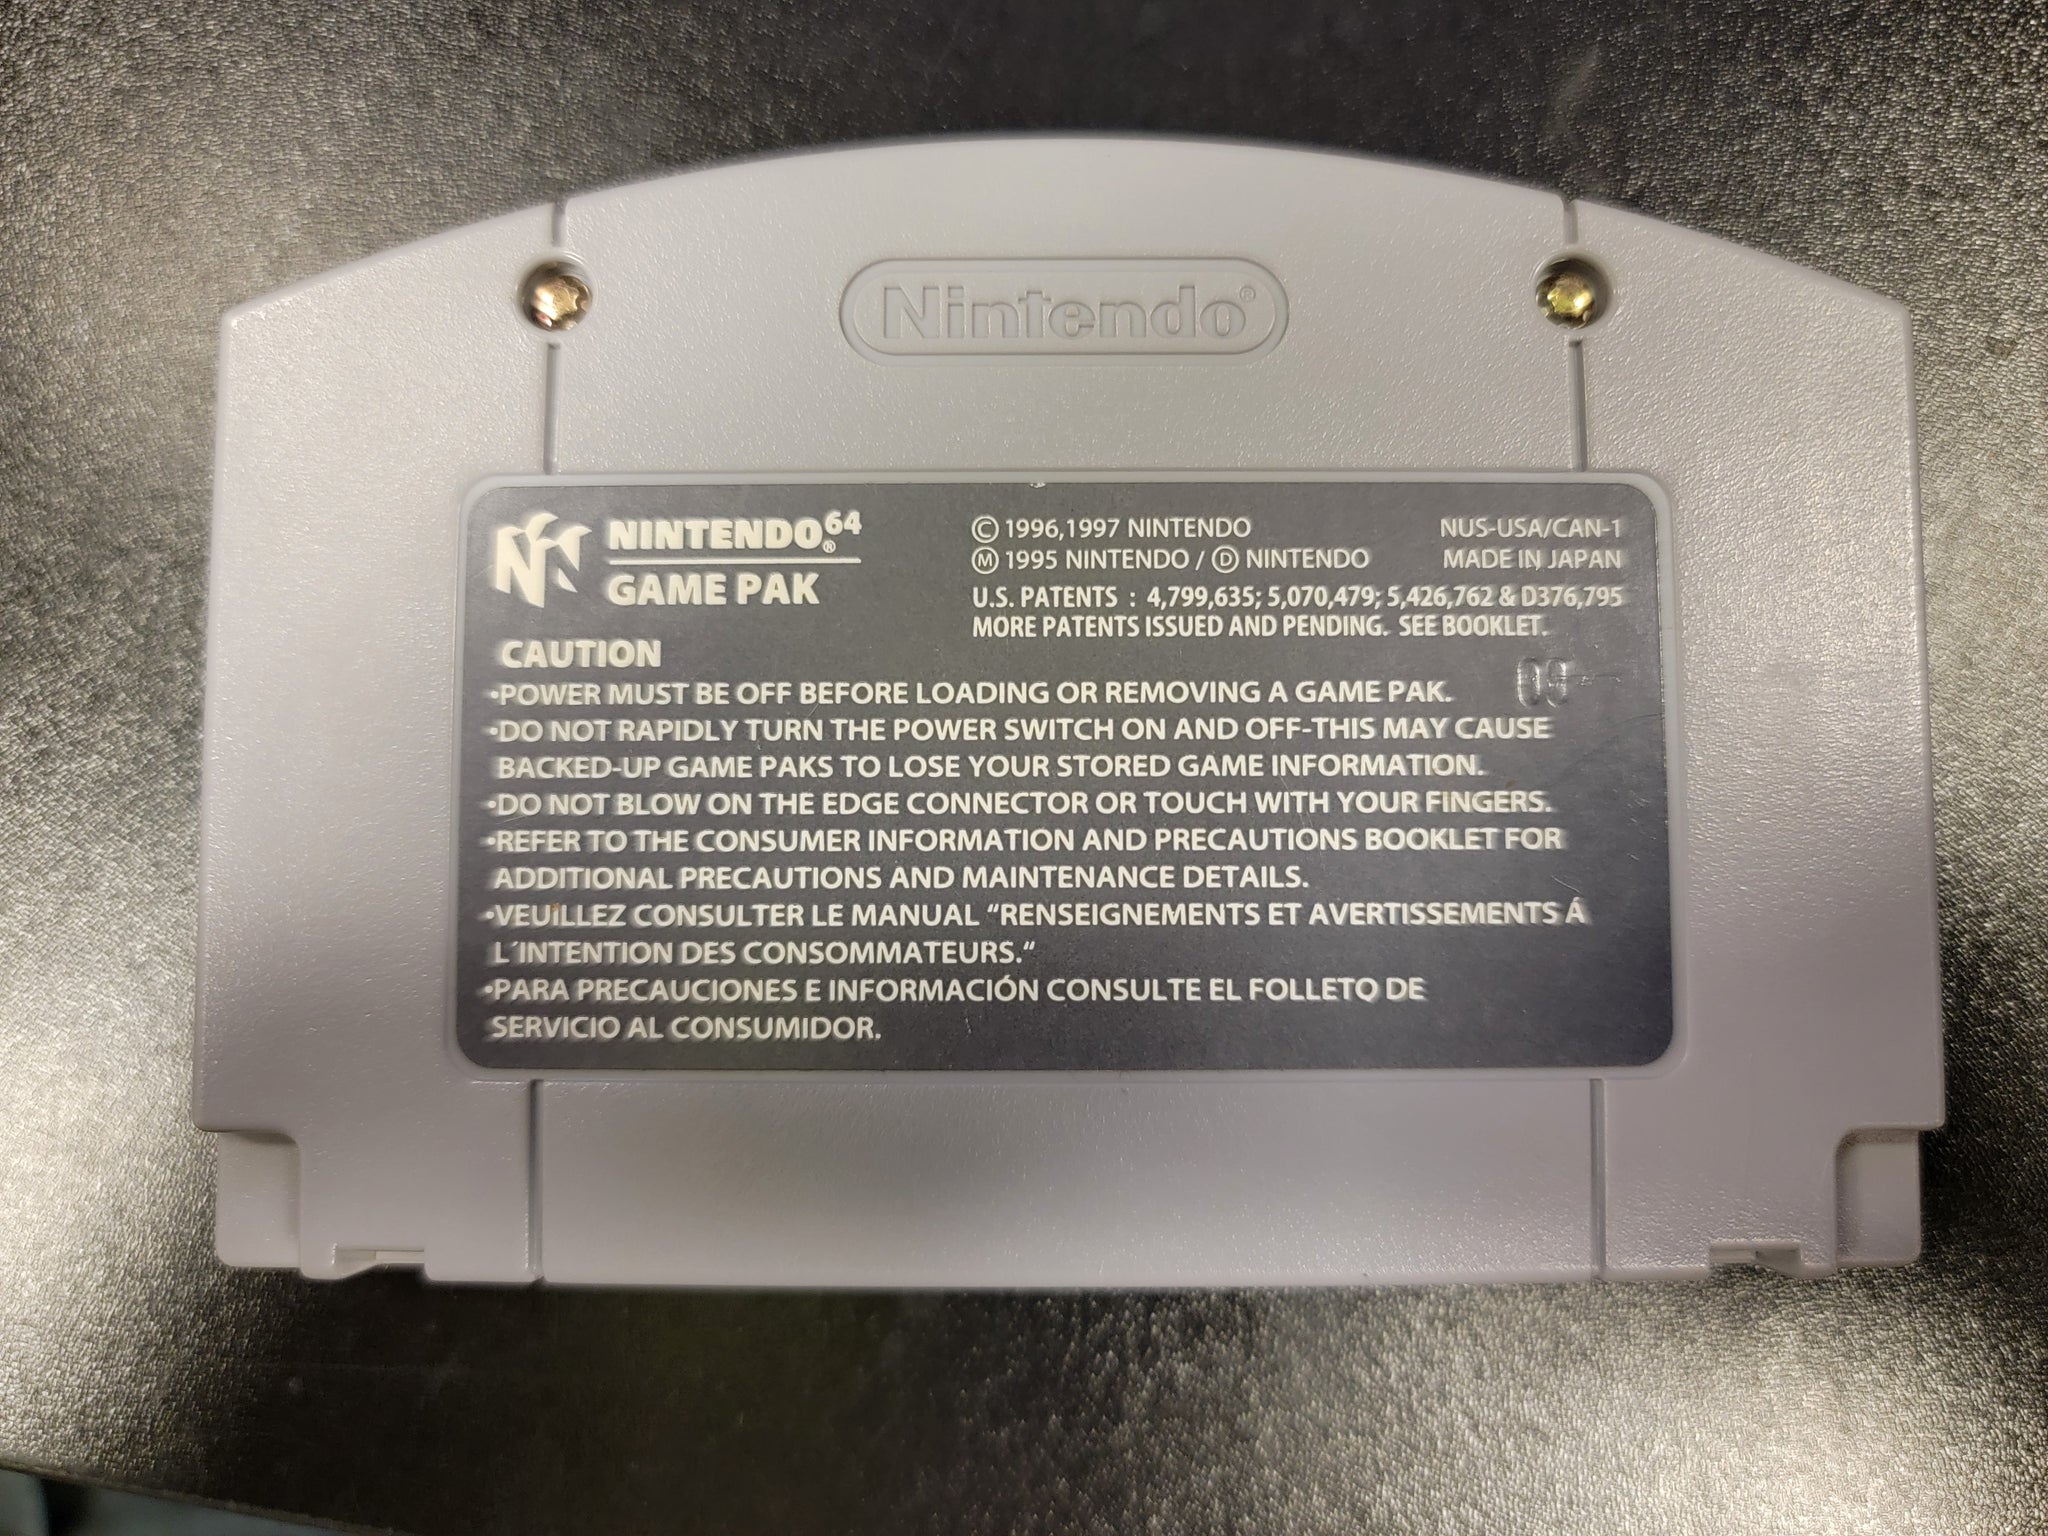 Nintendo®
NINTENDO64®
GAME PAK
© 1996,1997 NINTENDO
Ⓜ 1995 NINTENDO / Ⓓ NINTENDO
NUS-USA/CAN-1
MADE IN JAPAN
U.S. PATENTS : 4,799,635; 5,070,479; 5,426,762 & D376,795
MORE PATENTS ISSUED AND PENDING. SEE BOOKLET.
CAUTION
•POWER MUST BE OFF BEFORE LOADING OR REMOVING A GAME PAK.
•DO NOT RAPIDLY TURN THE POWER SWITCH ON AND OFF-THIS MAY CAUSE
BACKED-UP GAME PAKS TO LOSE YOUR STORED GAME INFORMATION.
•DO NOT BLOW ON THE EDGE CONNECTOR OR TOUCH WITH YOUR FINGERS.
•REFER TO THE CONSUMER INFORMATION AND PRECAUTIONS BOOKLET FOR
ADDITIONAL PRECAUTIONS AND MAINTENANCE DETAILS.
•VEUILLEZ CONSULTER LE MANUAL “RENSEIGNEMENTS ET AVERTISSEMENTS Á
L´INTENTION DES CONSOMMATEURS.“
•PARA PRECAUCIONES E INFORMACIÓN CONSULTE EL FOLLETO DE
SERVICIO AL CONSUMIDOR.